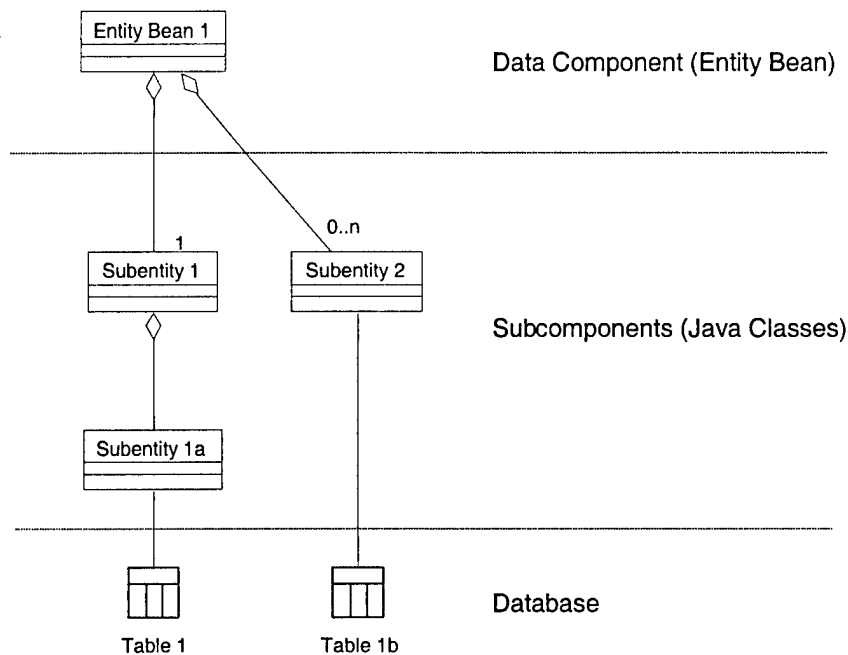 Entity Bean 1
Data Component (Entity Bean)
0..n
1
Subentity 1
Subentity 2
Subcomponents (Java Classes)
Subentity 1a
Database
Table 1
Table 1b